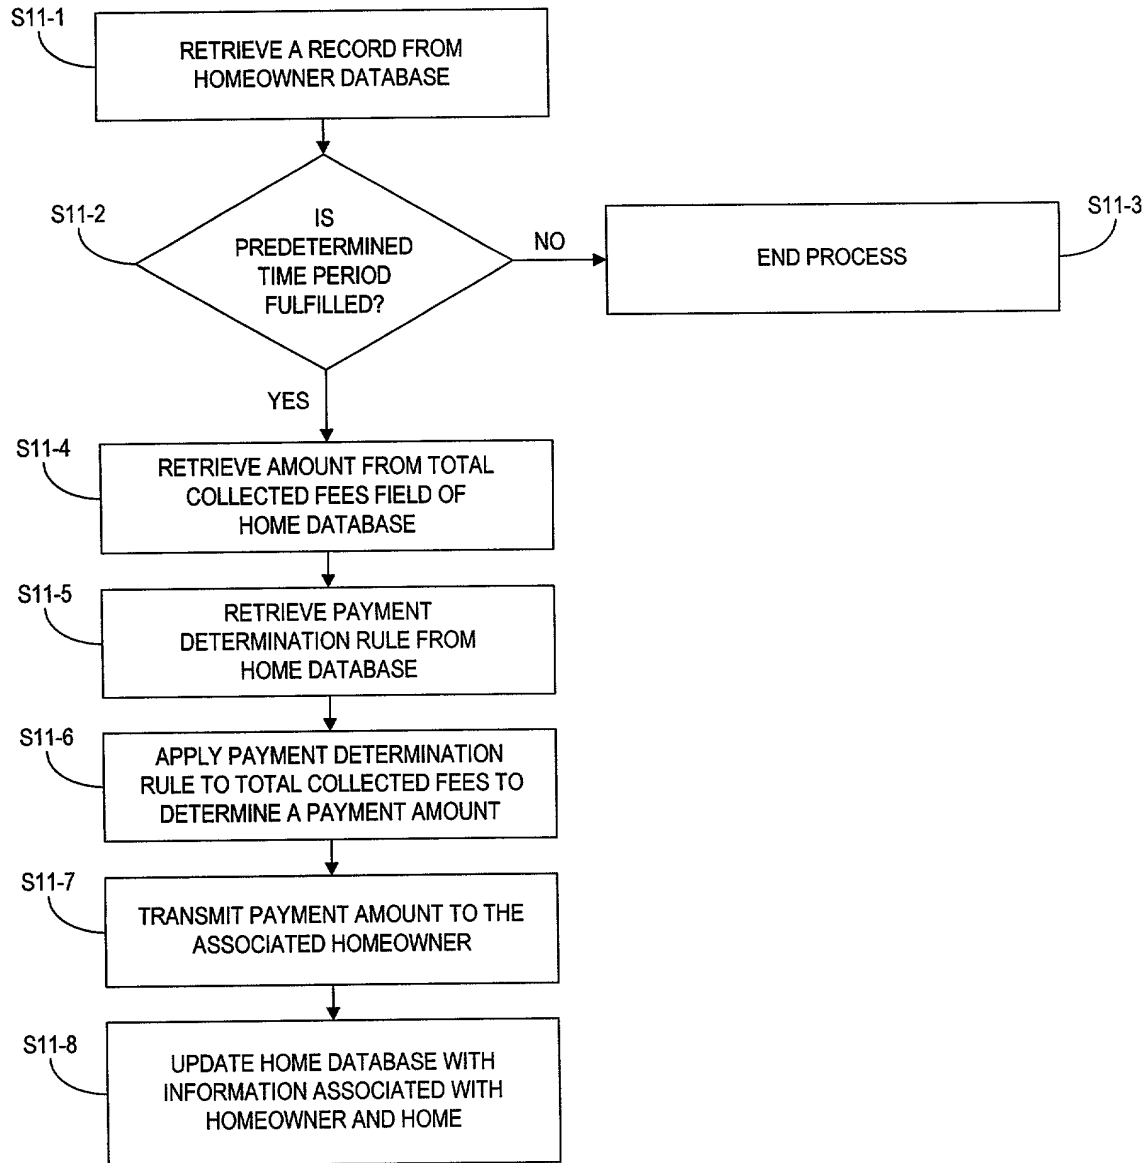 S11-1
RETRIEVE A RECORD FROM
HOMEOWNER DATABASE
S11-2
IS
PREDETERMINED
TIME PERIOD
FULFILLED?
NO
S11-3
END PROCESS
YES
S11-4
RETRIEVE AMOUNT FROM TOTAL
COLLECTED FEES FIELD OF
HOME DATABASE
S11-5
RETRIEVE PAYMENT
DETERMINATION RULE FROM
HOME DATABASE
S11-6
APPLY PAYMENT DETERMINATION
RULE TO TOTAL COLLECTED FEES TO
DETERMINE A PAYMENT AMOUNT
S11-7
TRANSMIT PAYMENT AMOUNT TO THE
ASSOCIATED HOMEOWNER
S11-8
UPDATE HOME DATABASE WITH
INFORMATION ASSOCIATED WITH
HOMEOWNER AND HOME